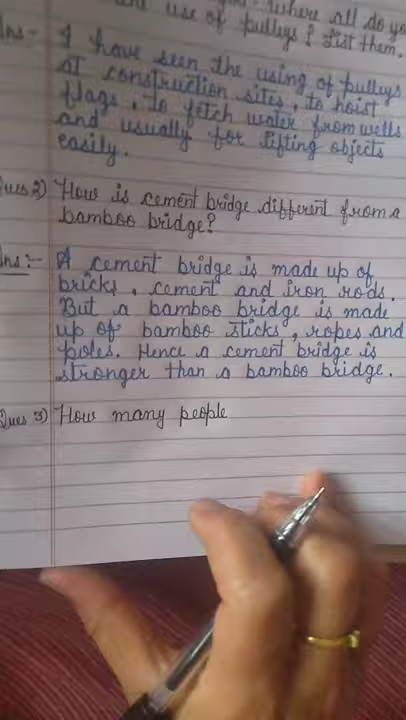 Where all do you
use of pulleys? List them.
Ans:- I have seen the using of pulleys
at construction sites, to hoist
flags, to fetch water from wells
and usually for lifting objects
easily.
Ques 2) How is cement bridge different from a
bamboo bridge?
Ans:- A cement bridge is made up of
bricks, cement and iron rods.
But a bamboo bridge is made
up of bamboo sticks, ropes and
poles. Hence a cement bridge is
stronger than a bamboo bridge.
Ques 3) How many people